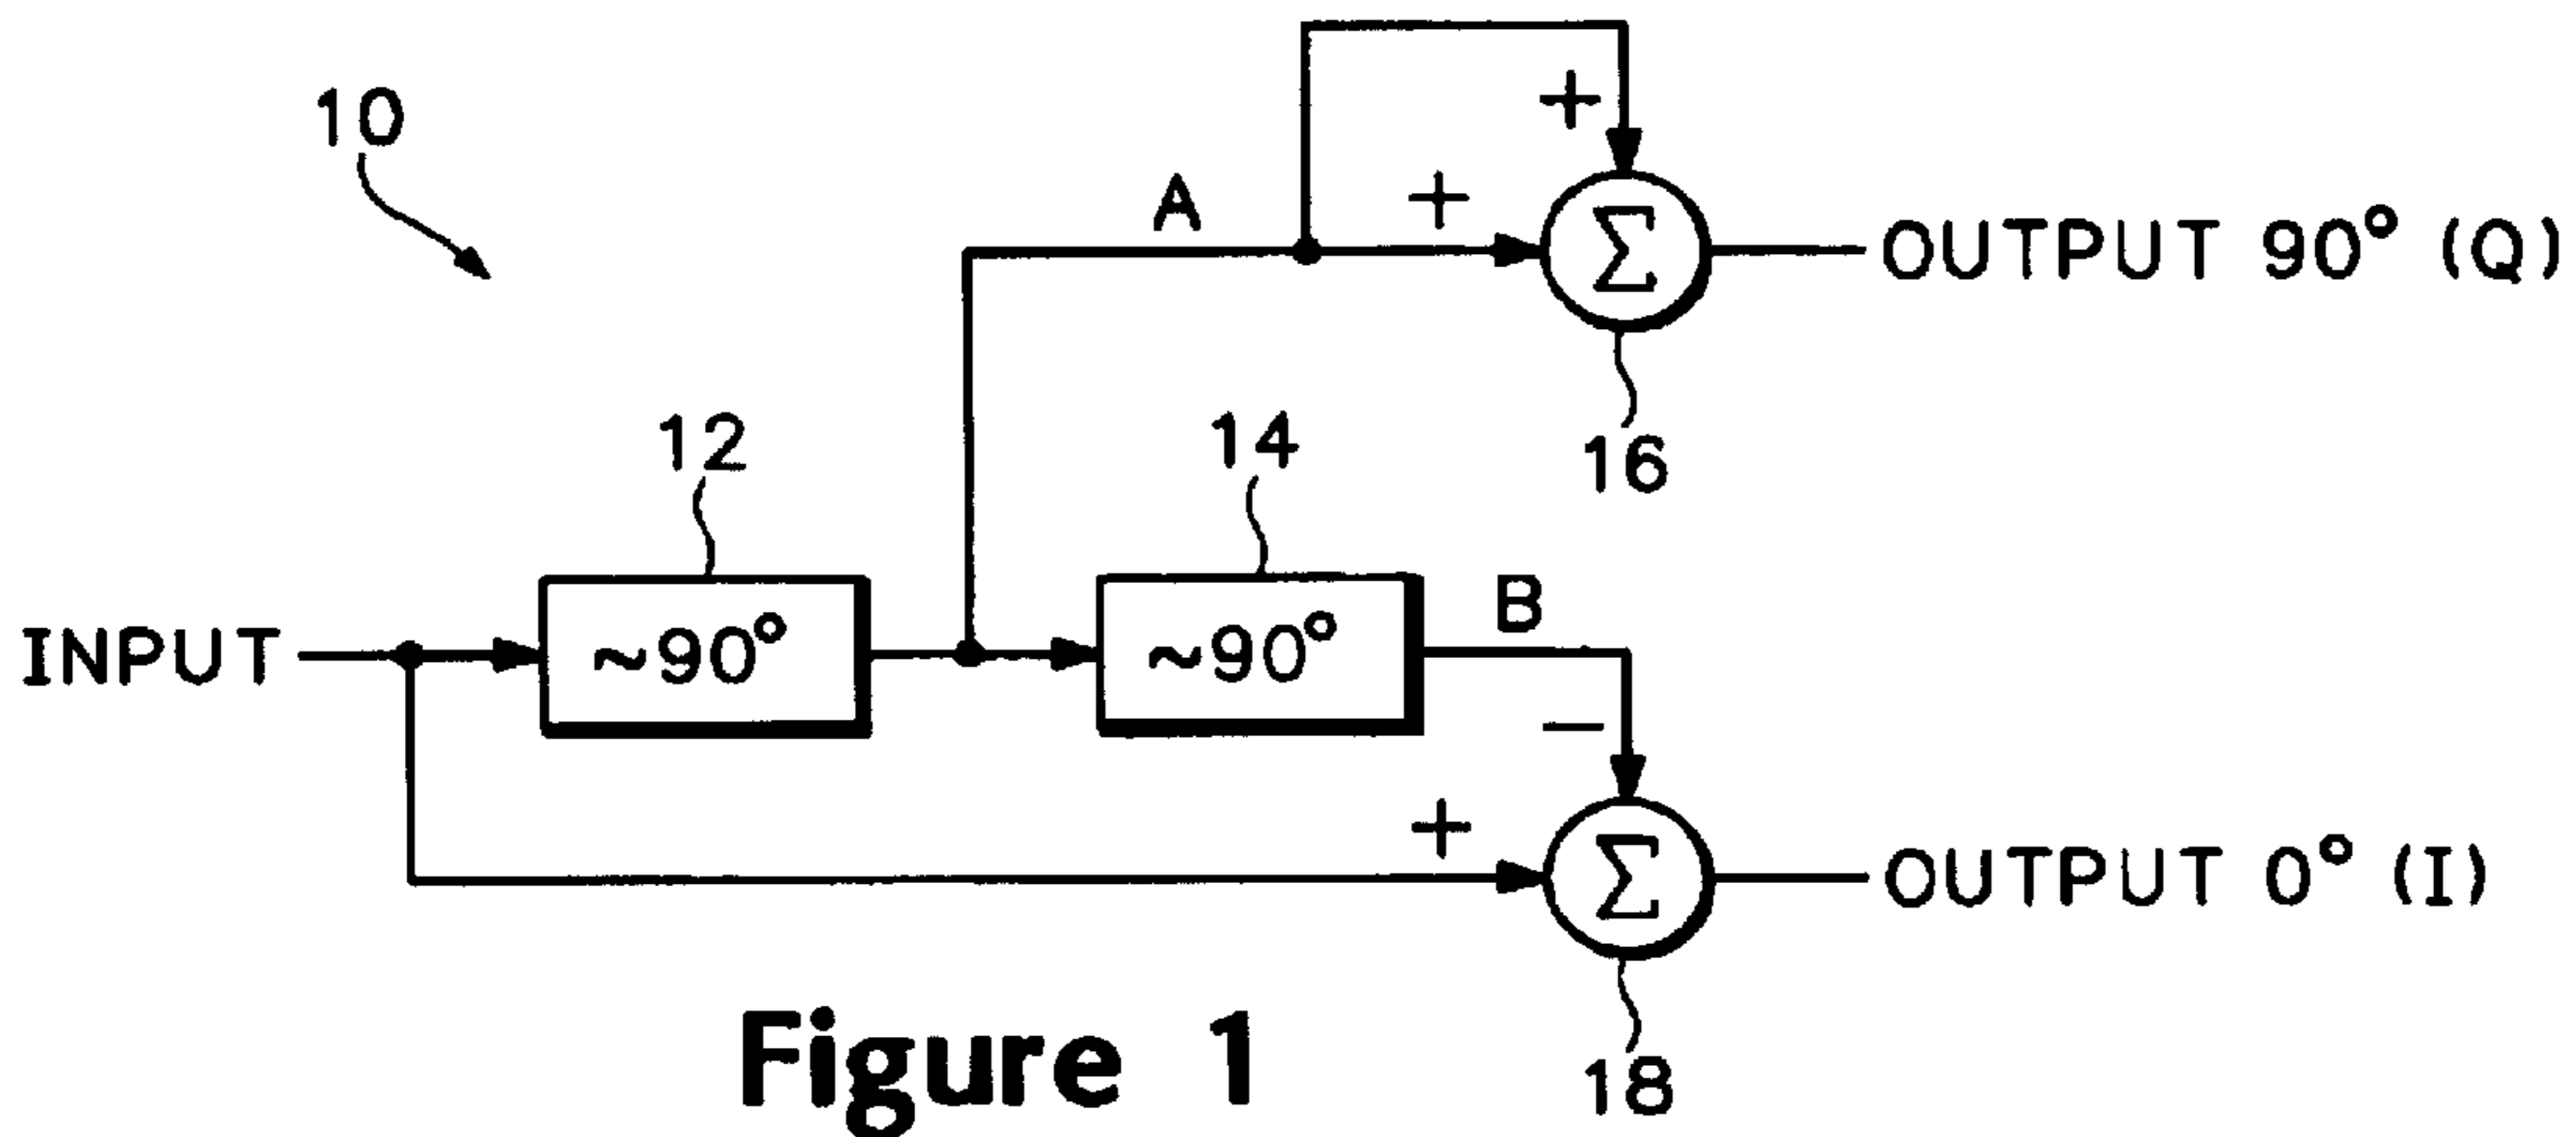 10
+
A
+
Σ
OUTPUT 90° (Q)
12
14
16
INPUT
~90°
~90°
B
−
+
Σ
OUTPUT 0° (I)
18
Figure 1